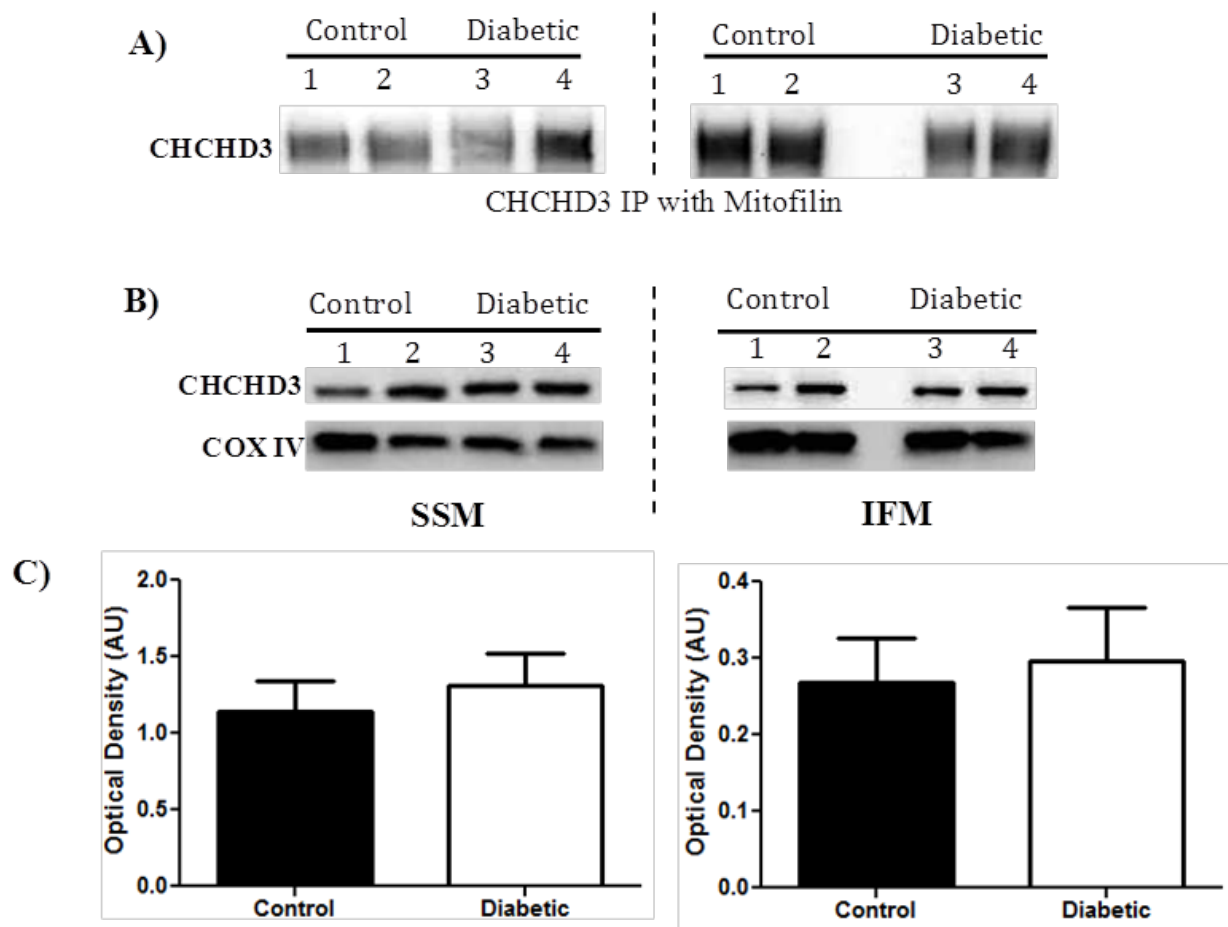 A)
Control Diabetic
1 2 3 4
Control Diabetic
1 2 3 4
CHCHD3
CHCHD3 IP with Mitofilin
B)
Control Diabetic
1 2 3 4
Control Diabetic
1 2 3 4
CHCHD3
COX IV
SSM
IFM
C)
Optical Density (AU)
2.0
1.5
1.0
0.5
0.0
Control Diabetic
Optical Density (AU)
0.4
0.3
0.2
0.1
0.0
Control Diabetic